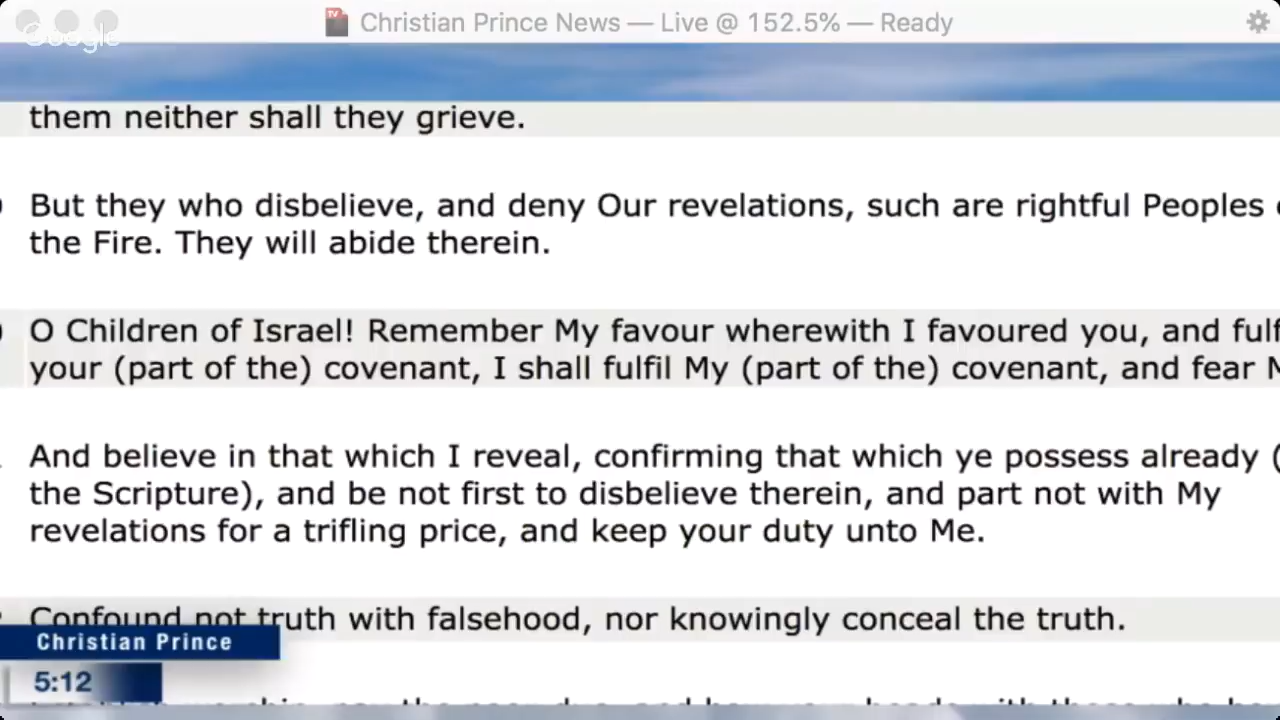 Christian Prince News — Live @ 152.5% — Ready
Google
them neither shall they grieve.
But they who disbelieve, and deny Our revelations, such are rightful Peoples
the Fire. They will abide therein.
O Children of Israel! Remember My favour wherewith I favoured you, and
your (part of the) covenant, I shall fulfil My (part of the) covenant, and fear
And believe in that which I reveal, confirming that which ye possess already (
the Scripture), and be not first to disbelieve therein, and part not with My
revelations for a trifling price, and keep your duty unto Me.
Confound not truth with falsehood, nor knowingly conceal the truth.
Christian Prince
5:12